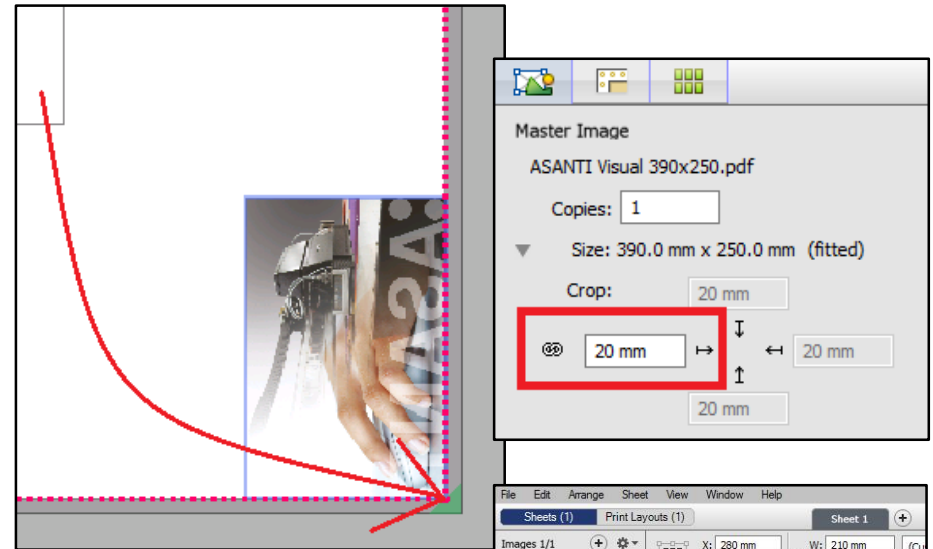 Master Image
ASANTI Visual 390x250.pdf
Copies: 1
Size: 390.0 mm x 250.0 mm (fitted)
Crop: 20 mm
20 mm 20 mm
20 mm
File Edit Arrange Sheet View Window Help
Sheets (1) Print Layouts (1) Sheet 1
Images 1/1 X: 280 mm W: 210 mm